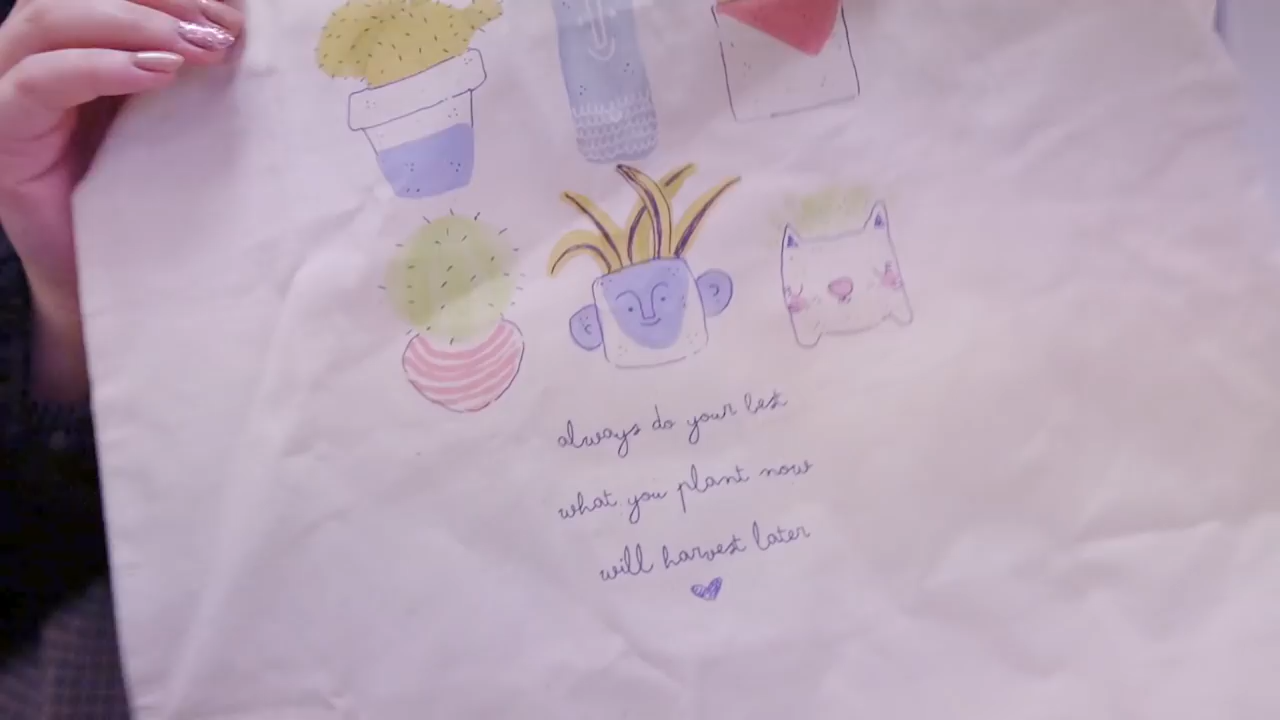 always do your best
what you plant now
will harvest later